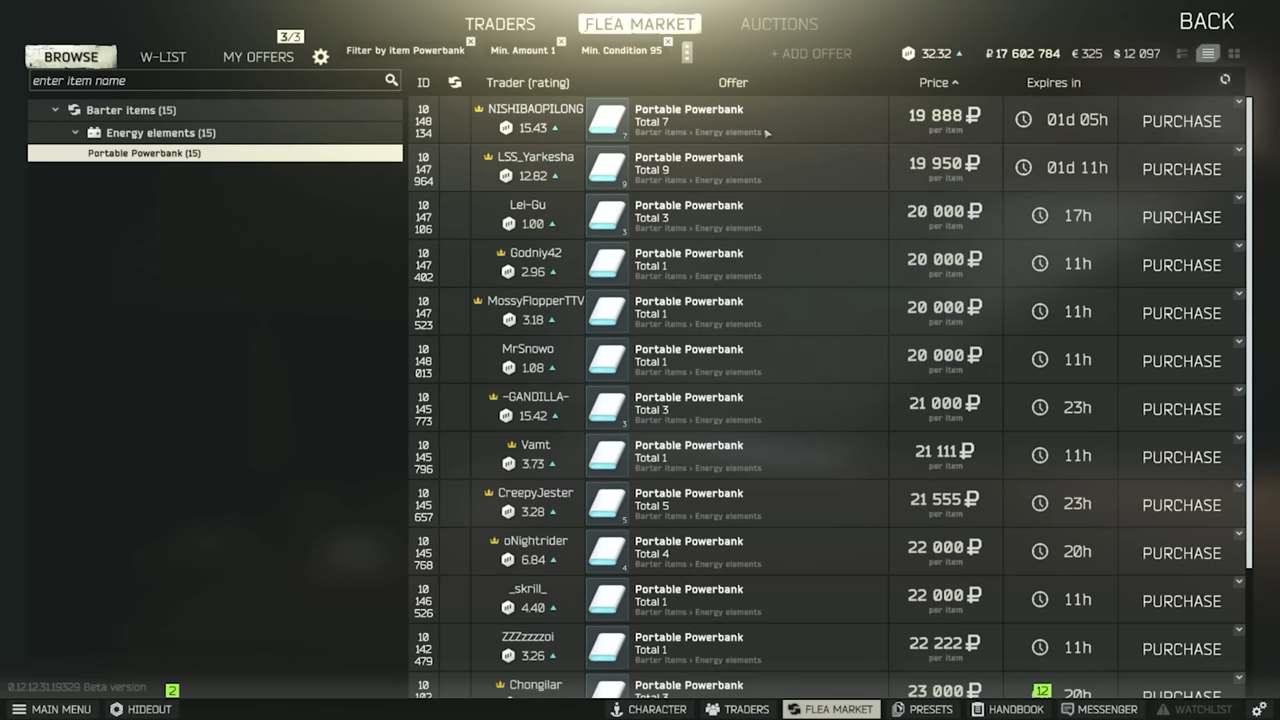 TRADERS
FLEA MARKET
AUCTIONS
BACK
3/3
BROWSE
W-LIST
MY OFFERS
Filter by item Powerbank
Min. Amount 1
Min. Condition 95
+ ADD OFFER
32.32
₽ 17 602 784
€ 325
$ 12 097
enter item name
Barter items (15)
Energy elements (15)
Portable Powerbank (15)
ID
Trader (rating)
Offer
Price
Expires in
10 148 134
NISHIBAOPILONG
15.43
7
Portable Powerbank
Total 7
Barter items › Energy elements
19 888 ₽
per item
01d 05h
PURCHASE
10 147 964
LSS_Yarkesha
12.82
9
Portable Powerbank
Total 9
Barter items › Energy elements
19 950 ₽
per item
01d 11h
PURCHASE
10 147 106
Lei-Gu
1.00
3
Portable Powerbank
Total 3
Barter items › Energy elements
20 000 ₽
per item
17h
PURCHASE
10 147 402
Godniy42
2.96
Portable Powerbank
Total 1
Barter items › Energy elements
20 000 ₽
per item
11h
PURCHASE
10 147 523
MossyFlopperTTV
3.18
Portable Powerbank
Total 1
Barter items › Energy elements
20 000 ₽
per item
11h
PURCHASE
10 148 013
MrSnowo
1.08
Portable Powerbank
Total 1
Barter items › Energy elements
20 000 ₽
per item
11h
PURCHASE
10 145 773
-GANDILLA-
15.42
3
Portable Powerbank
Total 3
Barter items › Energy elements
21 000 ₽
per item
23h
PURCHASE
10 145 796
Vamt
3.73
Portable Powerbank
Total 1
Barter items › Energy elements
21 111 ₽
per item
11h
PURCHASE
10 145 657
CreepyJester
3.28
5
Portable Powerbank
Total 5
Barter items › Energy elements
21 555 ₽
per item
23h
PURCHASE
10 145 768
oNightrider
6.84
4
Portable Powerbank
Total 4
Barter items › Energy elements
22 000 ₽
per item
20h
PURCHASE
10 146 526
_skrill_
4.40
Portable Powerbank
Total 1
Barter items › Energy elements
22 000 ₽
per item
11h
PURCHASE
10 142 479
ZZZzzzzoi
3.26
Portable Powerbank
Total 1
Barter items › Energy elements
22 222 ₽
per item
11h
PURCHASE
10
Chongilar
Portable Powerbank
23 000 ₽
20h
PURCHASE
0.12.12.31.19329 Beta version
2
12
MAIN MENU
HIDEOUT
CHARACTER
TRADERS
FLEA MARKET
PRESETS
HANDBOOK
MESSENGER
WATCHLIST